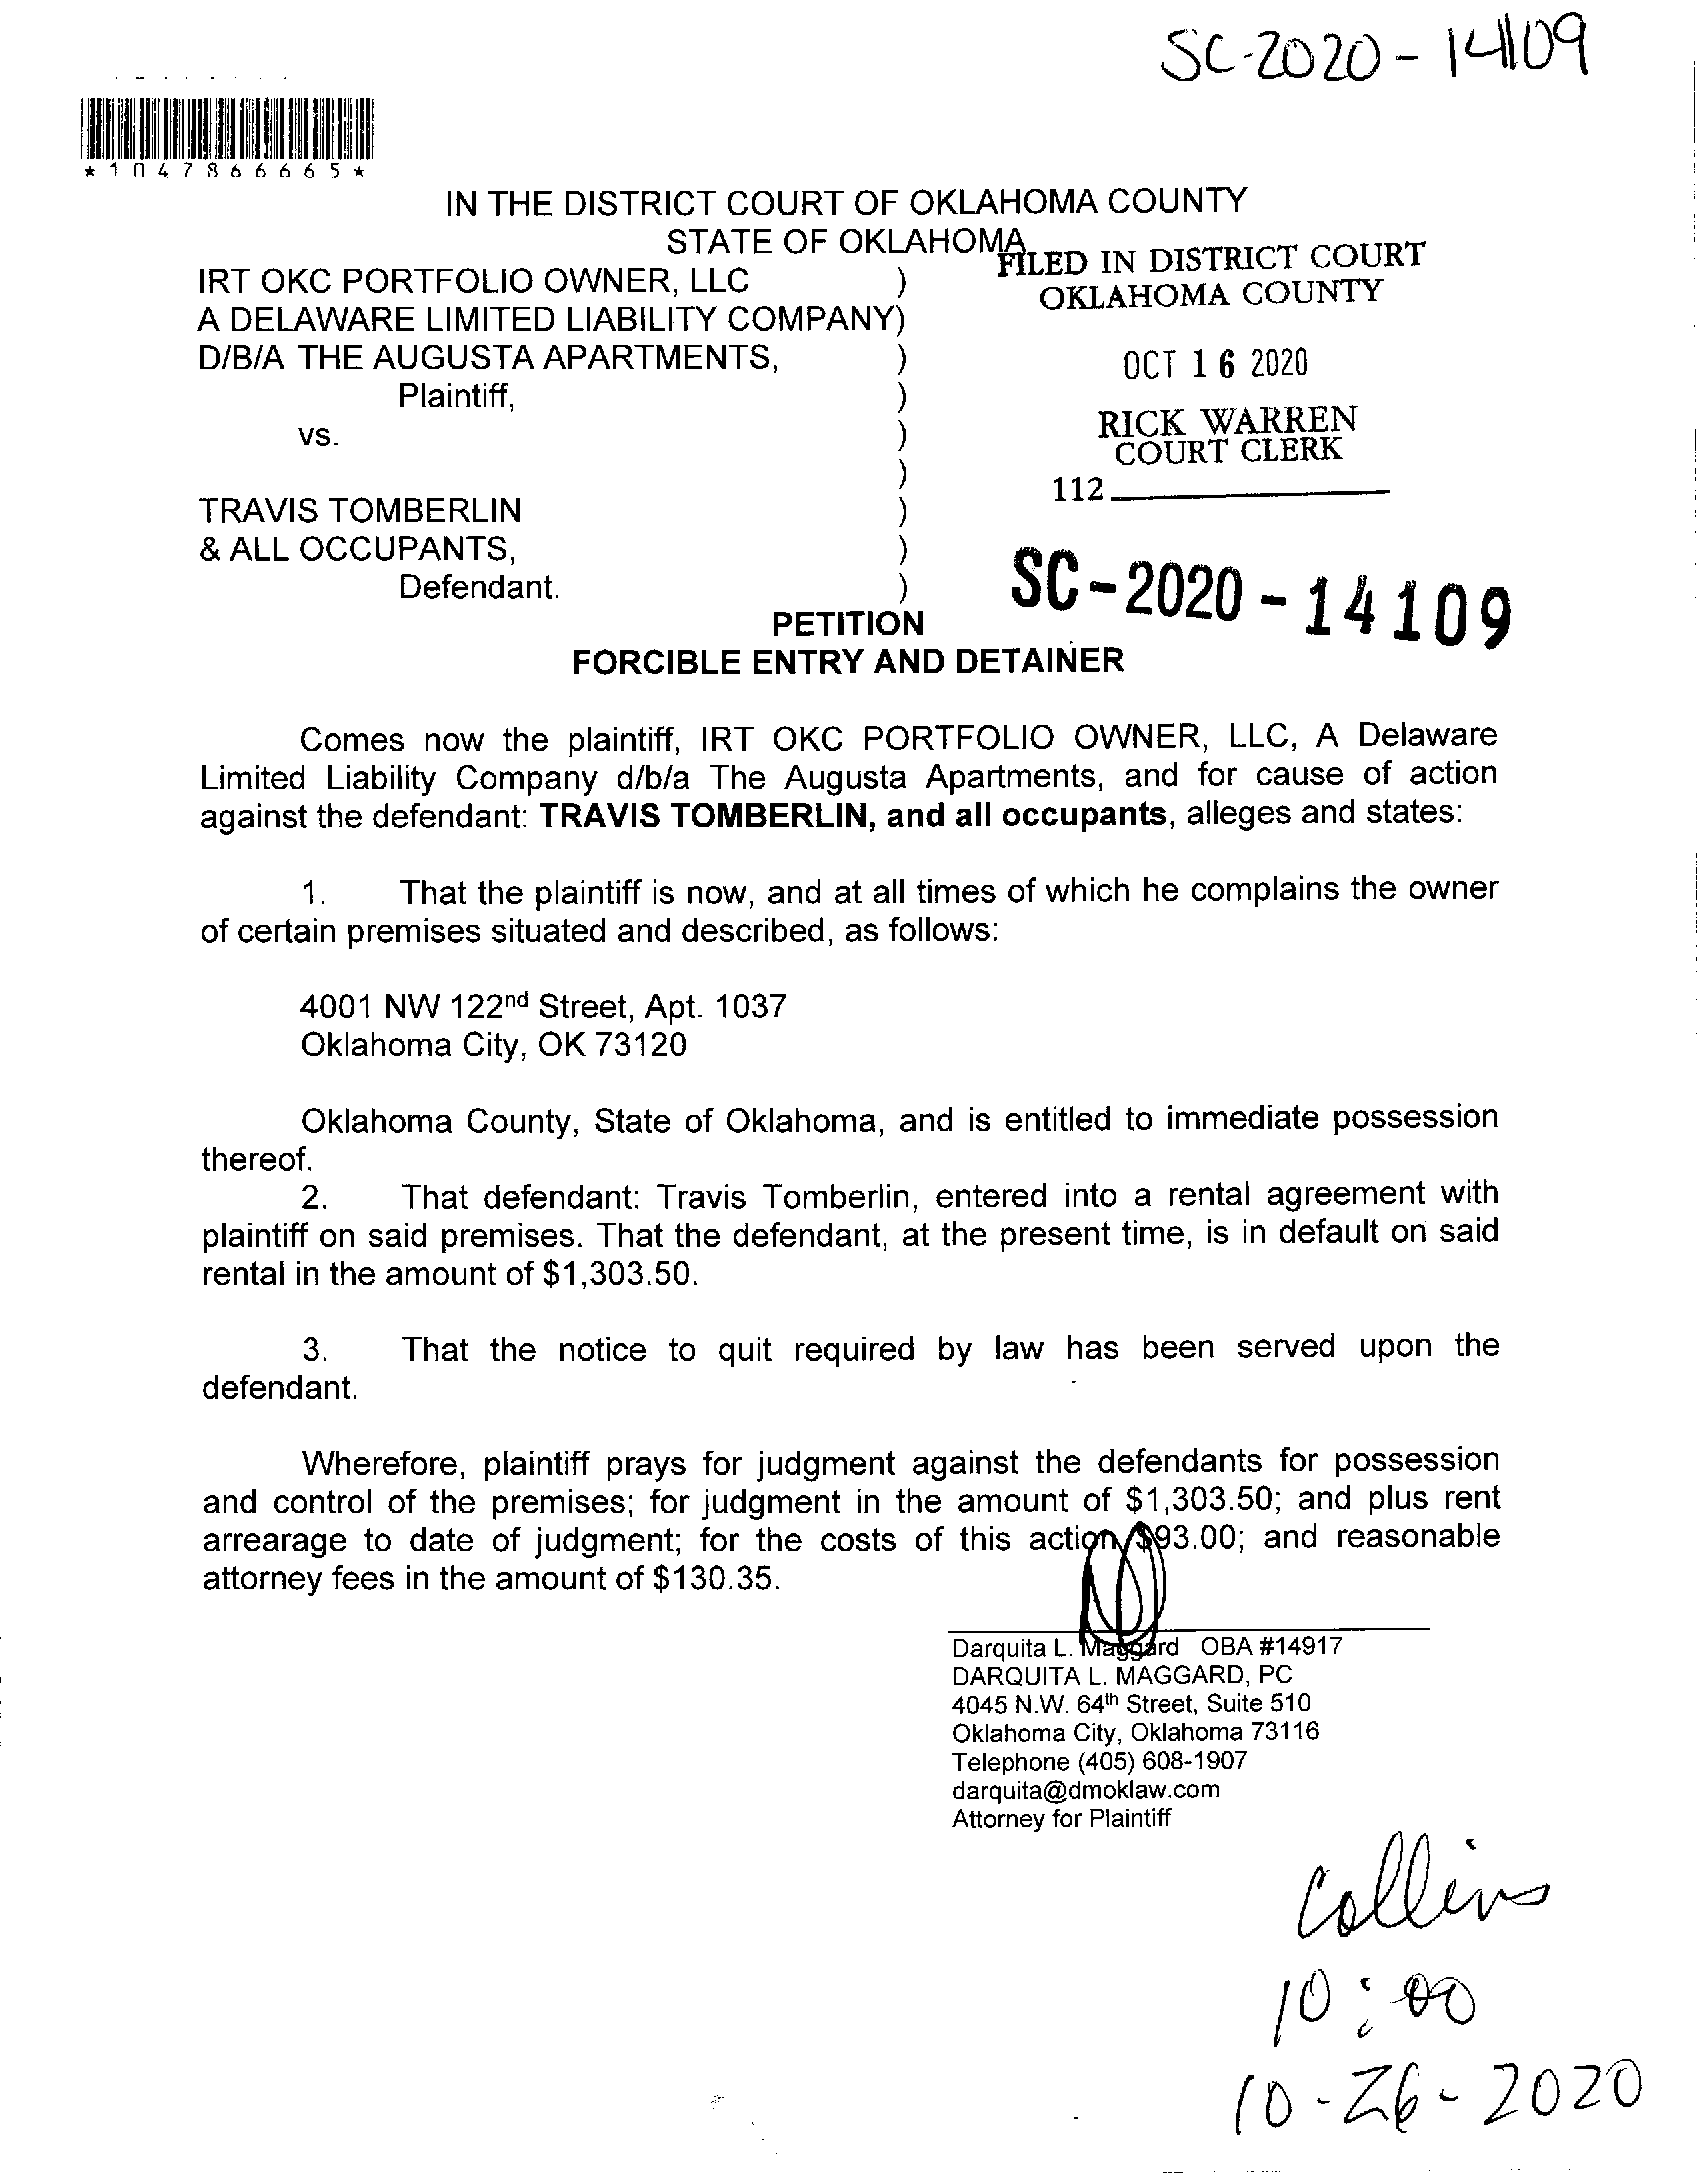 SC-2020-14109
*1047866665*
IN THE DISTRICT COURT OF OKLAHOMA COUNTY
STATE OF OKLAHOMA
FILED IN DISTRICT COURT
OKLAHOMA COUNTY
OCT 16 2020
RICK WARREN
COURT CLERK
112
IRT OKC PORTFOLIO OWNER, LLC )
A DELAWARE LIMITED LIABILITY COMPANY)
D/B/A THE AUGUSTA APARTMENTS, )
Plaintiff, )
vs. )
)
TRAVIS TOMBERLIN )
& ALL OCCUPANTS, )
Defendant. )
SC-2020-14109
PETITION
FORCIBLE ENTRY AND DETAINER
Comes now the plaintiff, IRT OKC PORTFOLIO OWNER, LLC, A Delaware
Limited Liability Company d/b/a The Augusta Apartments, and for cause of action
against the defendant: TRAVIS TOMBERLIN, and all occupants, alleges and states:
1. That the plaintiff is now, and at all times of which he complains the owner
of certain premises situated and described, as follows:
4001 NW 122nd Street, Apt. 1037
Oklahoma City, OK 73120
Oklahoma County, State of Oklahoma, and is entitled to immediate possession
thereof.
2. That defendant: Travis Tomberlin, entered into a rental agreement with
plaintiff on said premises. That the defendant, at the present time, is in default on said
rental in the amount of $1,303.50.
3. That the notice to quit required by law has been served upon the
defendant.
Wherefore, plaintiff prays for judgment against the defendants for possession
and control of the premises; for judgment in the amount of $1,303.50; and plus rent
arrearage to date of judgment; for the costs of this action $93.00; and reasonable
attorney fees in the amount of $130.35.
Darquita L. Maggard OBA #14917
DARQUITA L. MAGGARD, PC
4045 N.W. 64th Street, Suite 510
Oklahoma City, Oklahoma 73116
Telephone (405) 608-1907
darquita@dmoklaw.com
Attorney for Plaintiff
Collins
10:00
10-26-2020